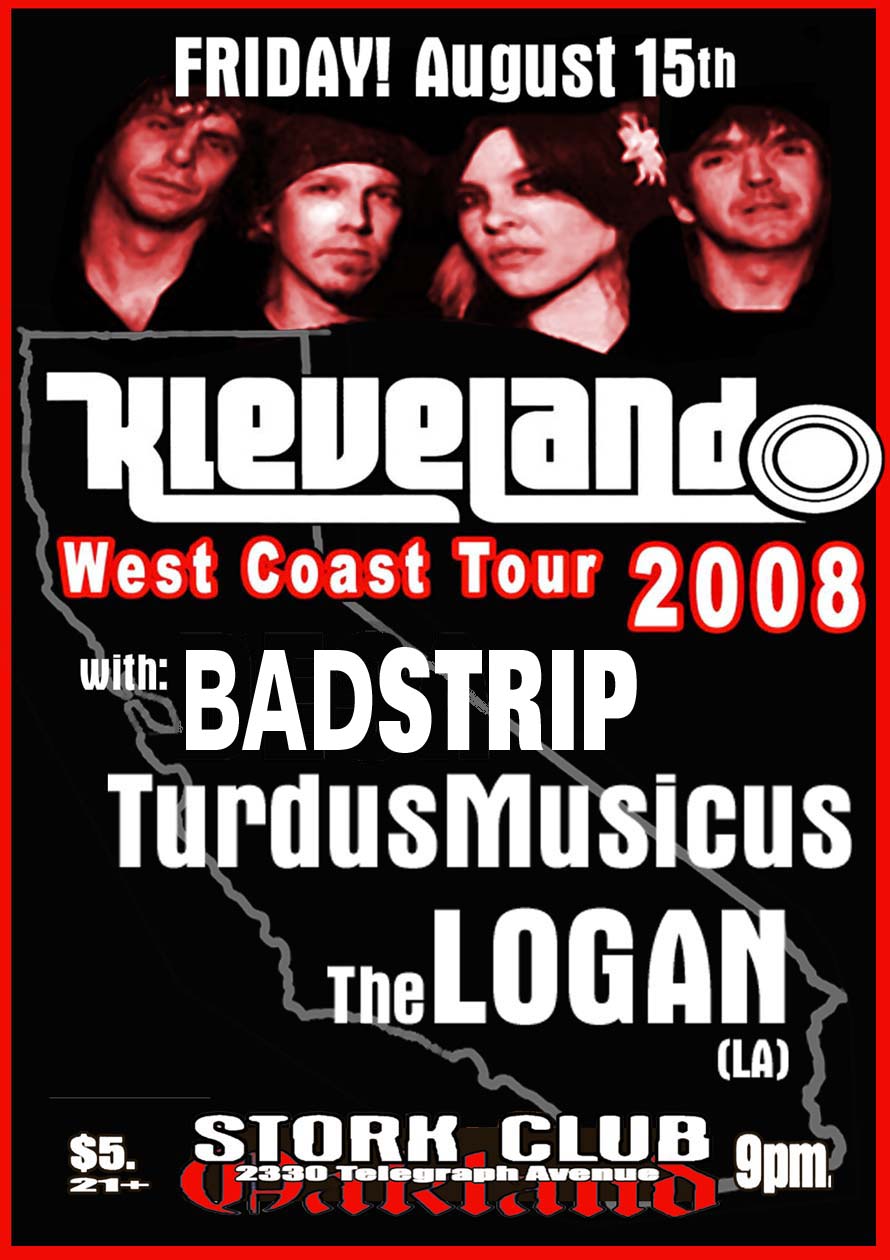 FRIDAY! August 15th
Kleveland
West Coast Tour 2008
with: BADSTRIP
TurdusMusicus
The LOGAN
(LA)
$5. STORK CLUB 9pm
21+ 2330 Telegraph Avenue
Oakland